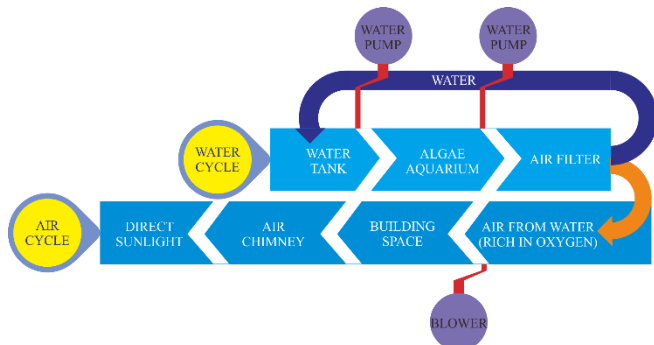 WATER
PUMP
WATER
PUMP
WATER
WATER
CYCLE
WATER
TANK
ALGAE
AQUARIUM
AIR FILTER
AIR
CYCLE
DIRECT
SUNLIGHT
AIR
CHIMNEY
BUILDING
SPACE
AIR FROM WATER
(RICH IN OXYGEN)
BLOWER